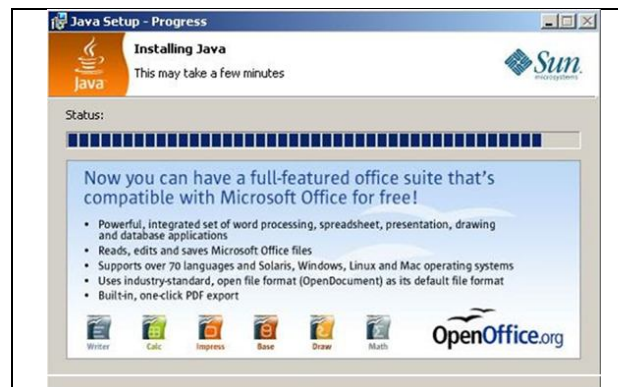 Java Setup - Progress
Java
Installing Java
This may take a few minutes
Sun
microsystems
Status:
Now you can have a full-featured office suite that's
compatible with Microsoft Office for free!
• Powerful, integrated set of word processing, spreadsheet, presentation, drawing
and database applications
• Reads, edits and saves Microsoft Office files
• Supports over 70 languages and Solaris, Windows, Linux and Mac operating systems
• Uses industry-standard, open file format (OpenDocument) as its default file format
• Built-in, one-click PDF export
Writer Calc Impress Base Draw Math
OpenOffice.org